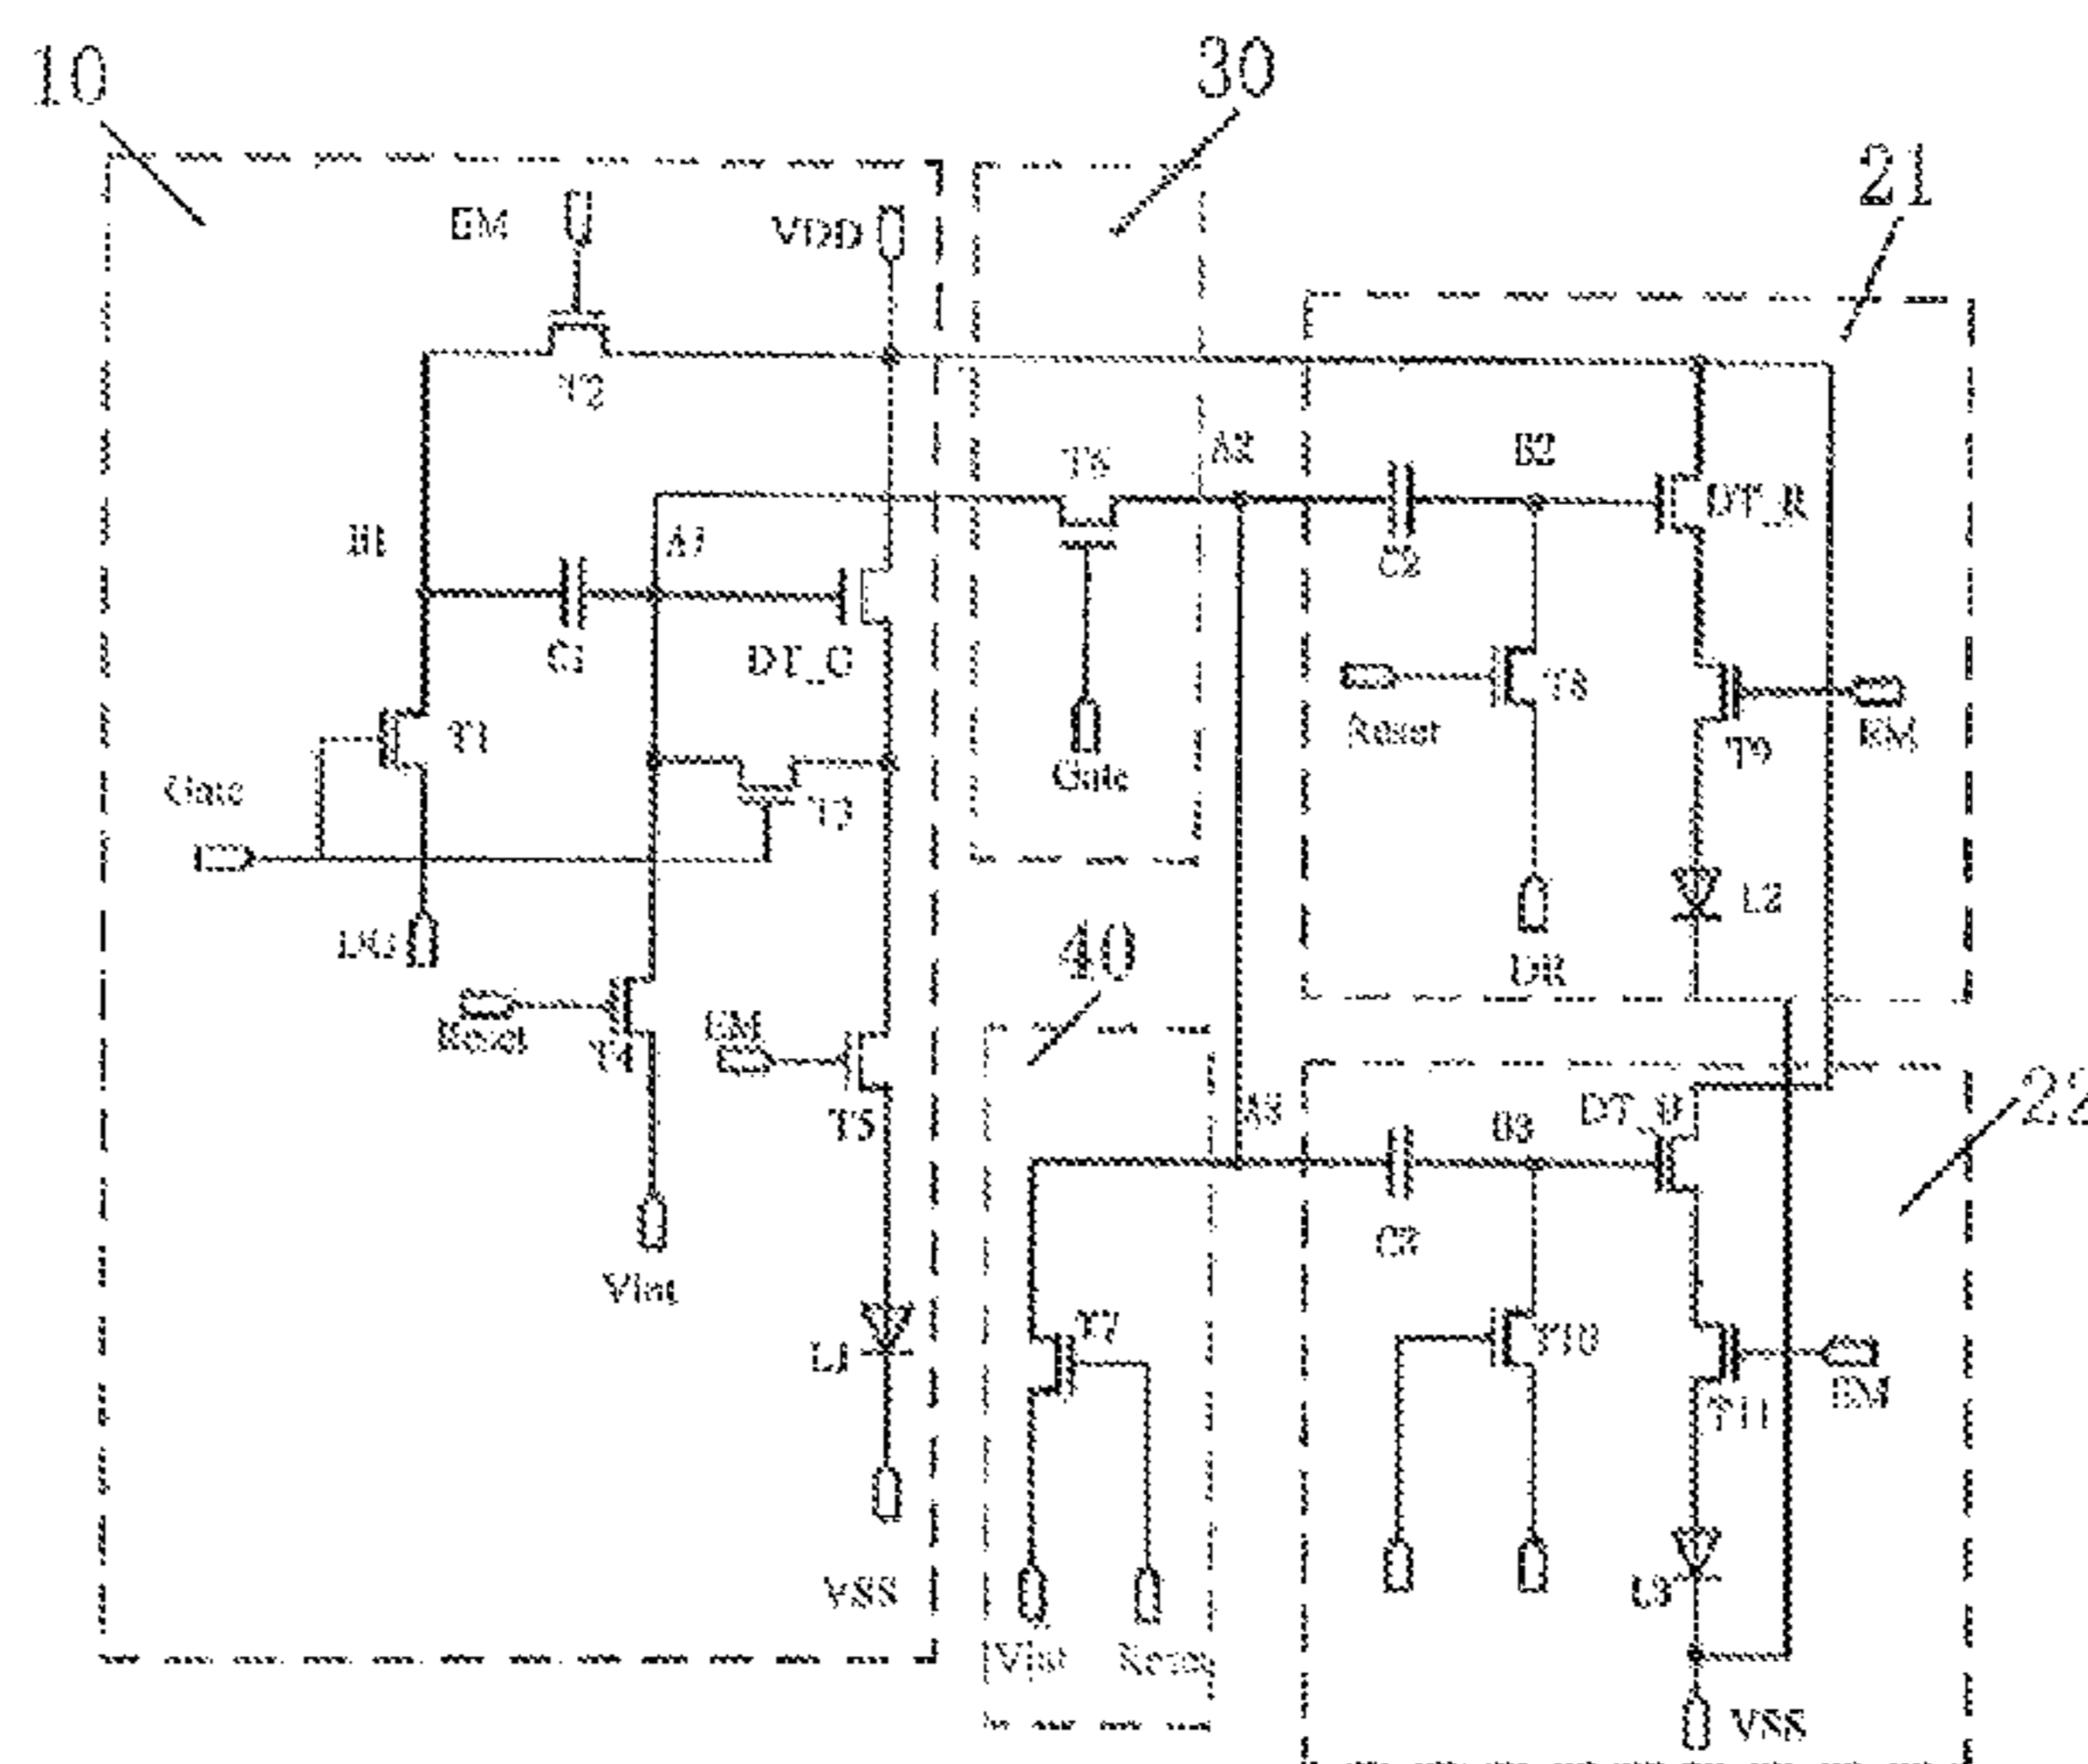 10
30
21
EM
VDD
T2
A2
B2
DT_R
B1
A1
C2
C1
DT_G
T8
Reset
T1
T9
EM
Gate
Gate
T3
L2
DG
40
DR
Reset
T4
EM
T5
A3
B3
DT_B
22
Vint
T7
T10
L1
T11
EM
VSS
L3
Vint
Reset
VSS